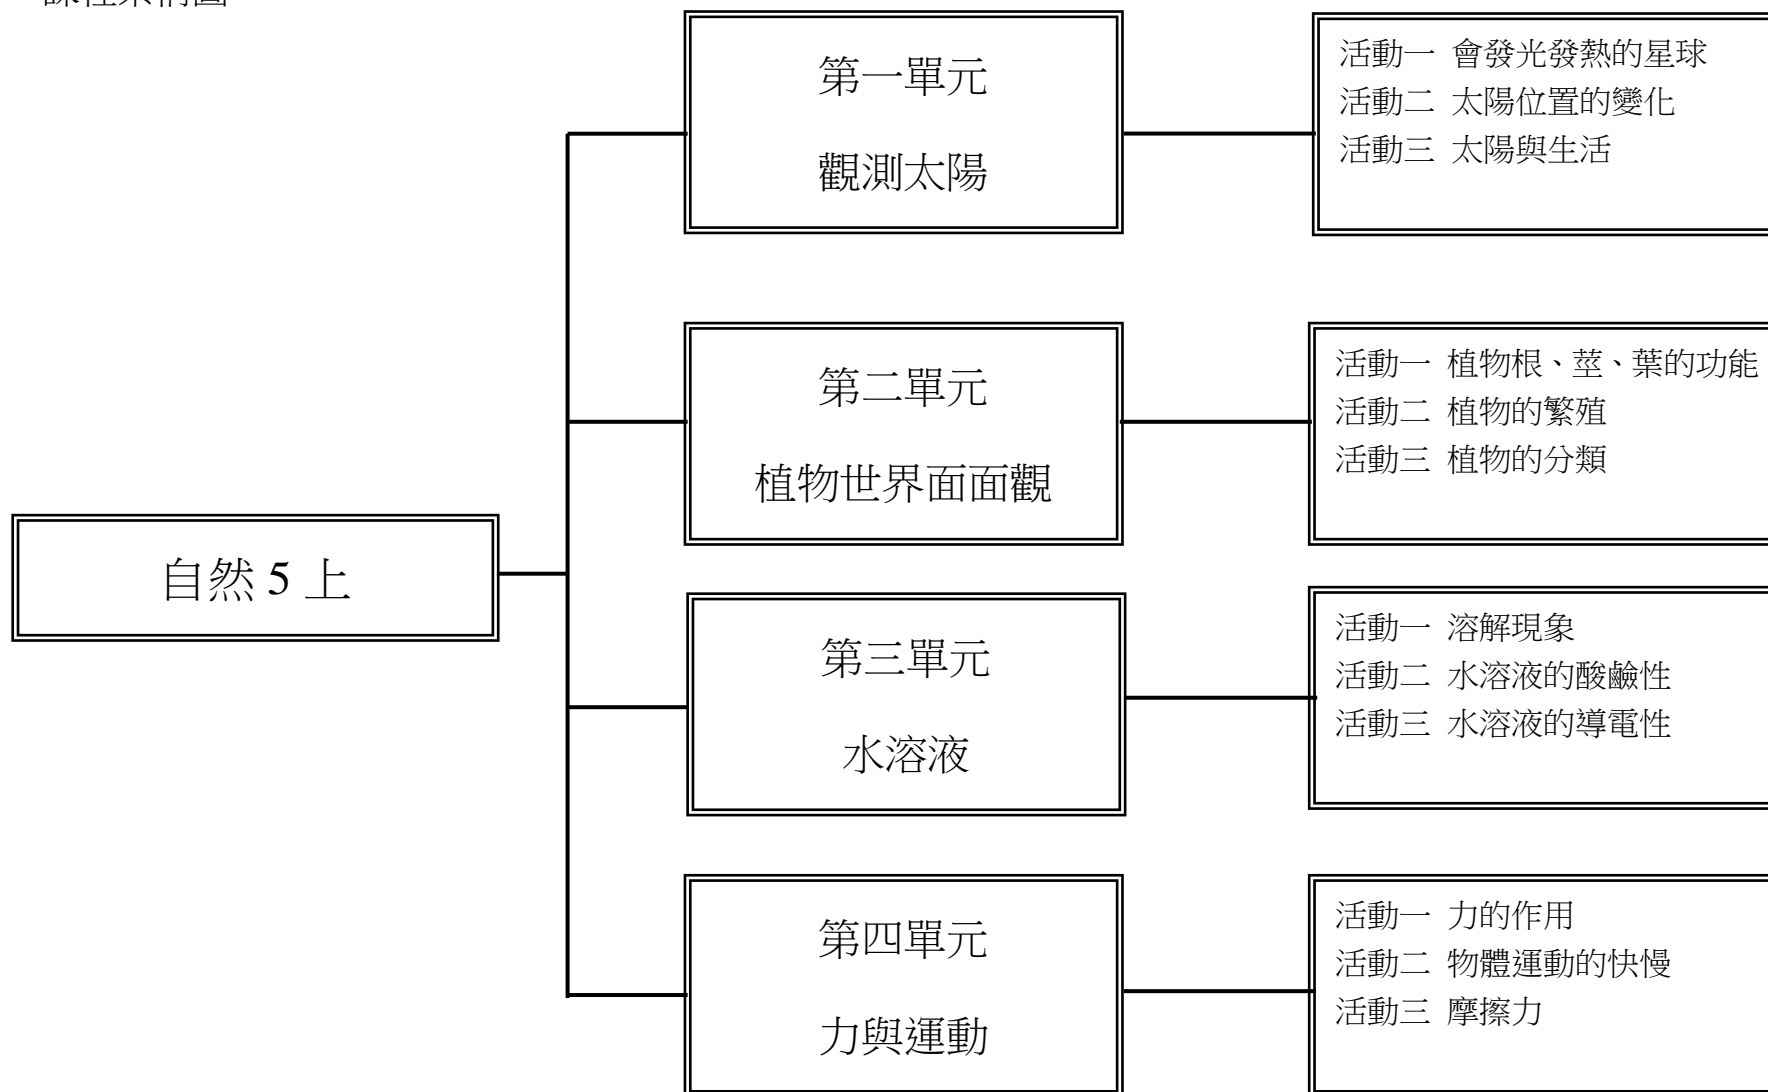 自然 5 上
第一單元
觀測太陽
活動一 會發光發熱的星球
活動二 太陽位置的變化
活動三 太陽與生活
第二單元
植物世界面面觀
活動一 植物根、莖、葉的功能
活動二 植物的繁殖
活動三 植物的分類
第三單元
水溶液
活動一 溶解現象
活動二 水溶液的酸鹼性
活動三 水溶液的導電性
第四單元
力與運動
活動一 力的作用
活動二 物體運動的快慢
活動三 摩擦力